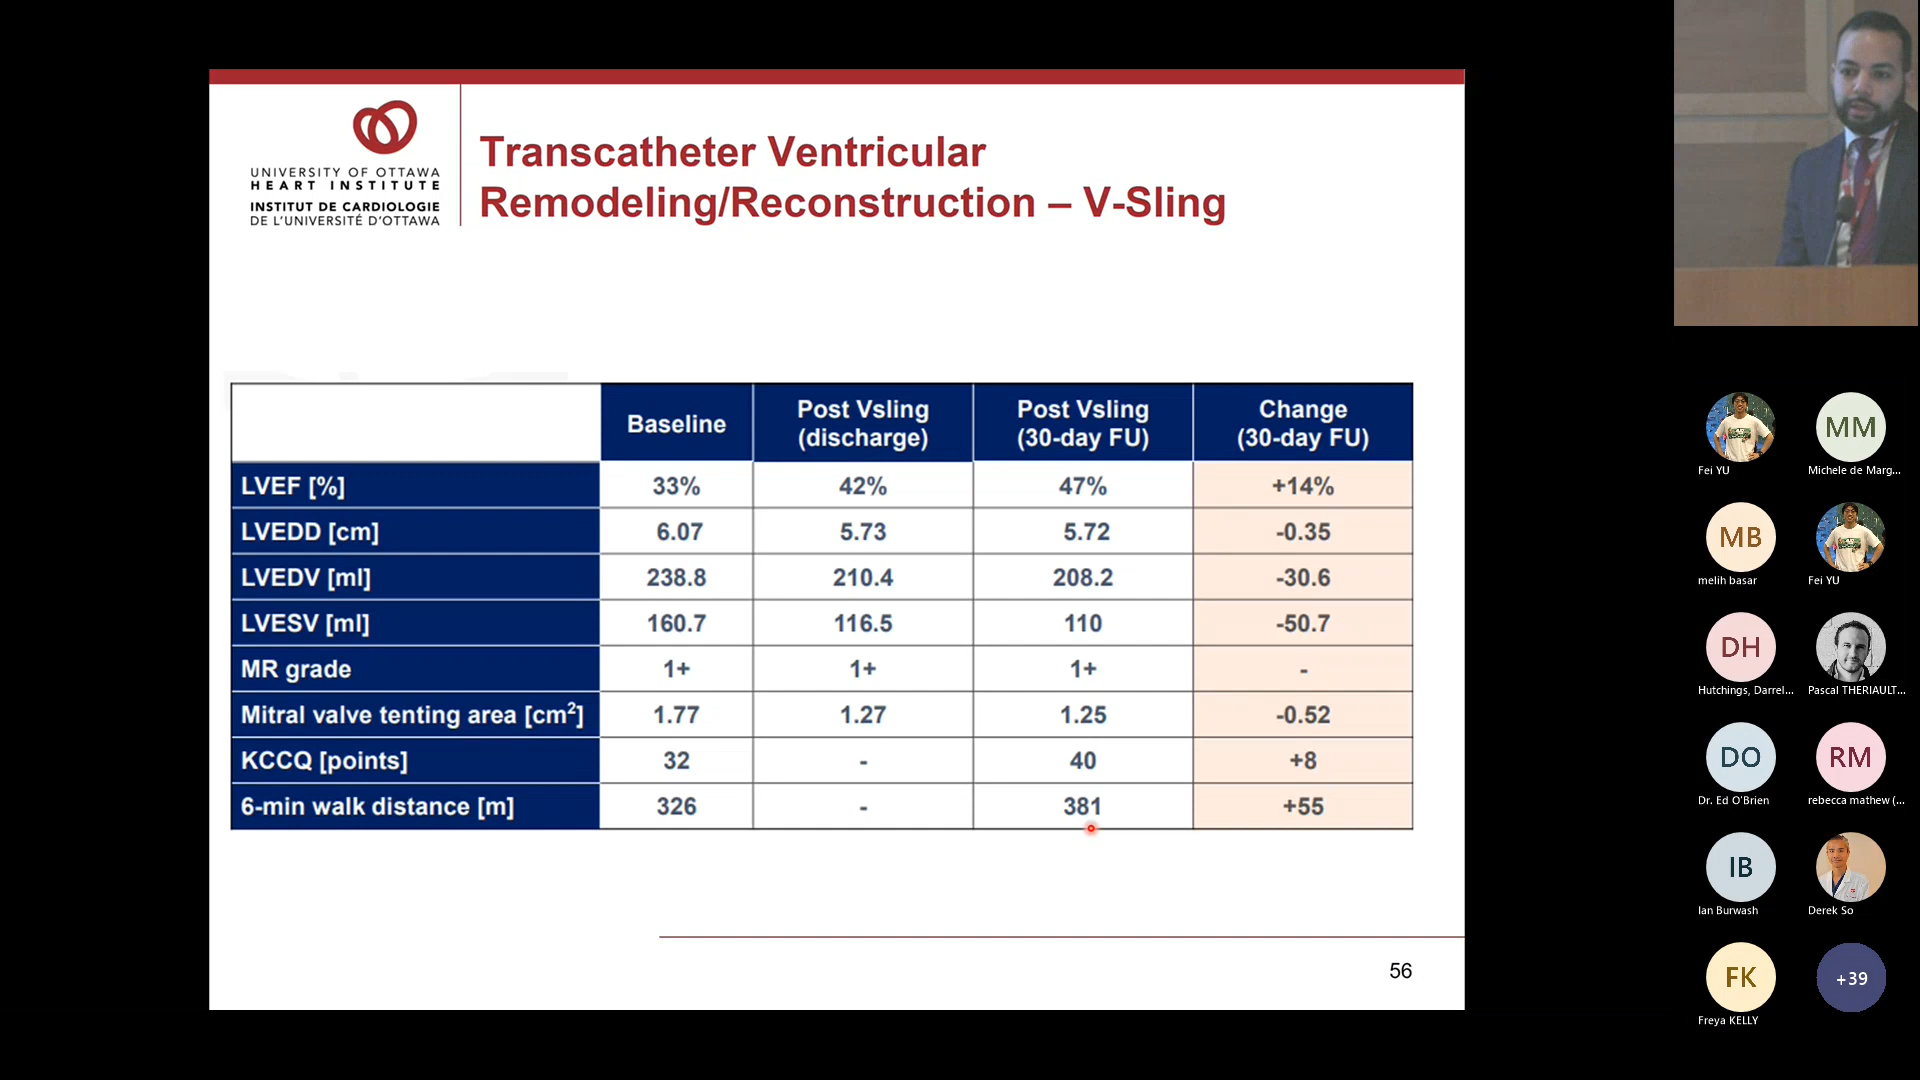 UNIVERSITY OF OTTAWA
HEART INSTITUTE
INSTITUT DE CARDIOLOGIE
DE L'UNIVERSITÉ D'OTTAWA
Transcatheter Ventricular
Remodeling/Reconstruction – V-Sling
Baseline
Post Vsling
(discharge)
Post Vsling
(30-day FU)
Change
(30-day FU)
LVEF [%] 33% 42% 47% +14%
LVEDD [cm] 6.07 5.73 5.72 -0.35
LVEDV [ml] 238.8 210.4 208.2 -30.6
LVESV [ml] 160.7 116.5 110 -50.7
MR grade 1+ 1+ 1+ -
Mitral valve tenting area [cm²] 1.77 1.27 1.25 -0.52
KCCQ [points] 32 - 40 +8
6-min walk distance [m] 326 - 381 +55
56
Fei YU
MM
Michele de Marg...
MB
melih basar
Fei YU
DH
Hutchings, Darrel...
Pascal THERIAULT...
DO
Dr. Ed O'Brien
RM
rebecca mathew (...
IB
Ian Burwash
Derek So
FK
Freya KELLY
+39